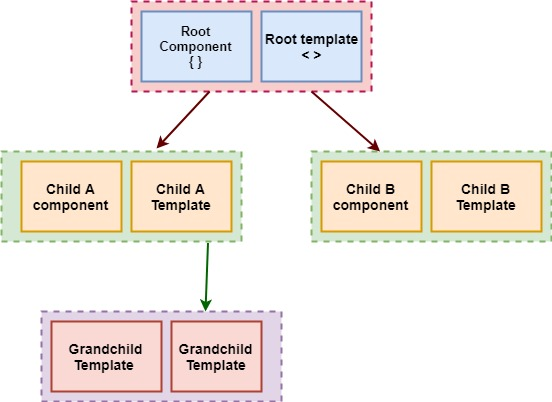 Root
Component
{ }
Root template
< >
Child A
component
Child A
Template
Child B
component
Child B
Template
Grandchild
Template
Grandchild
Template